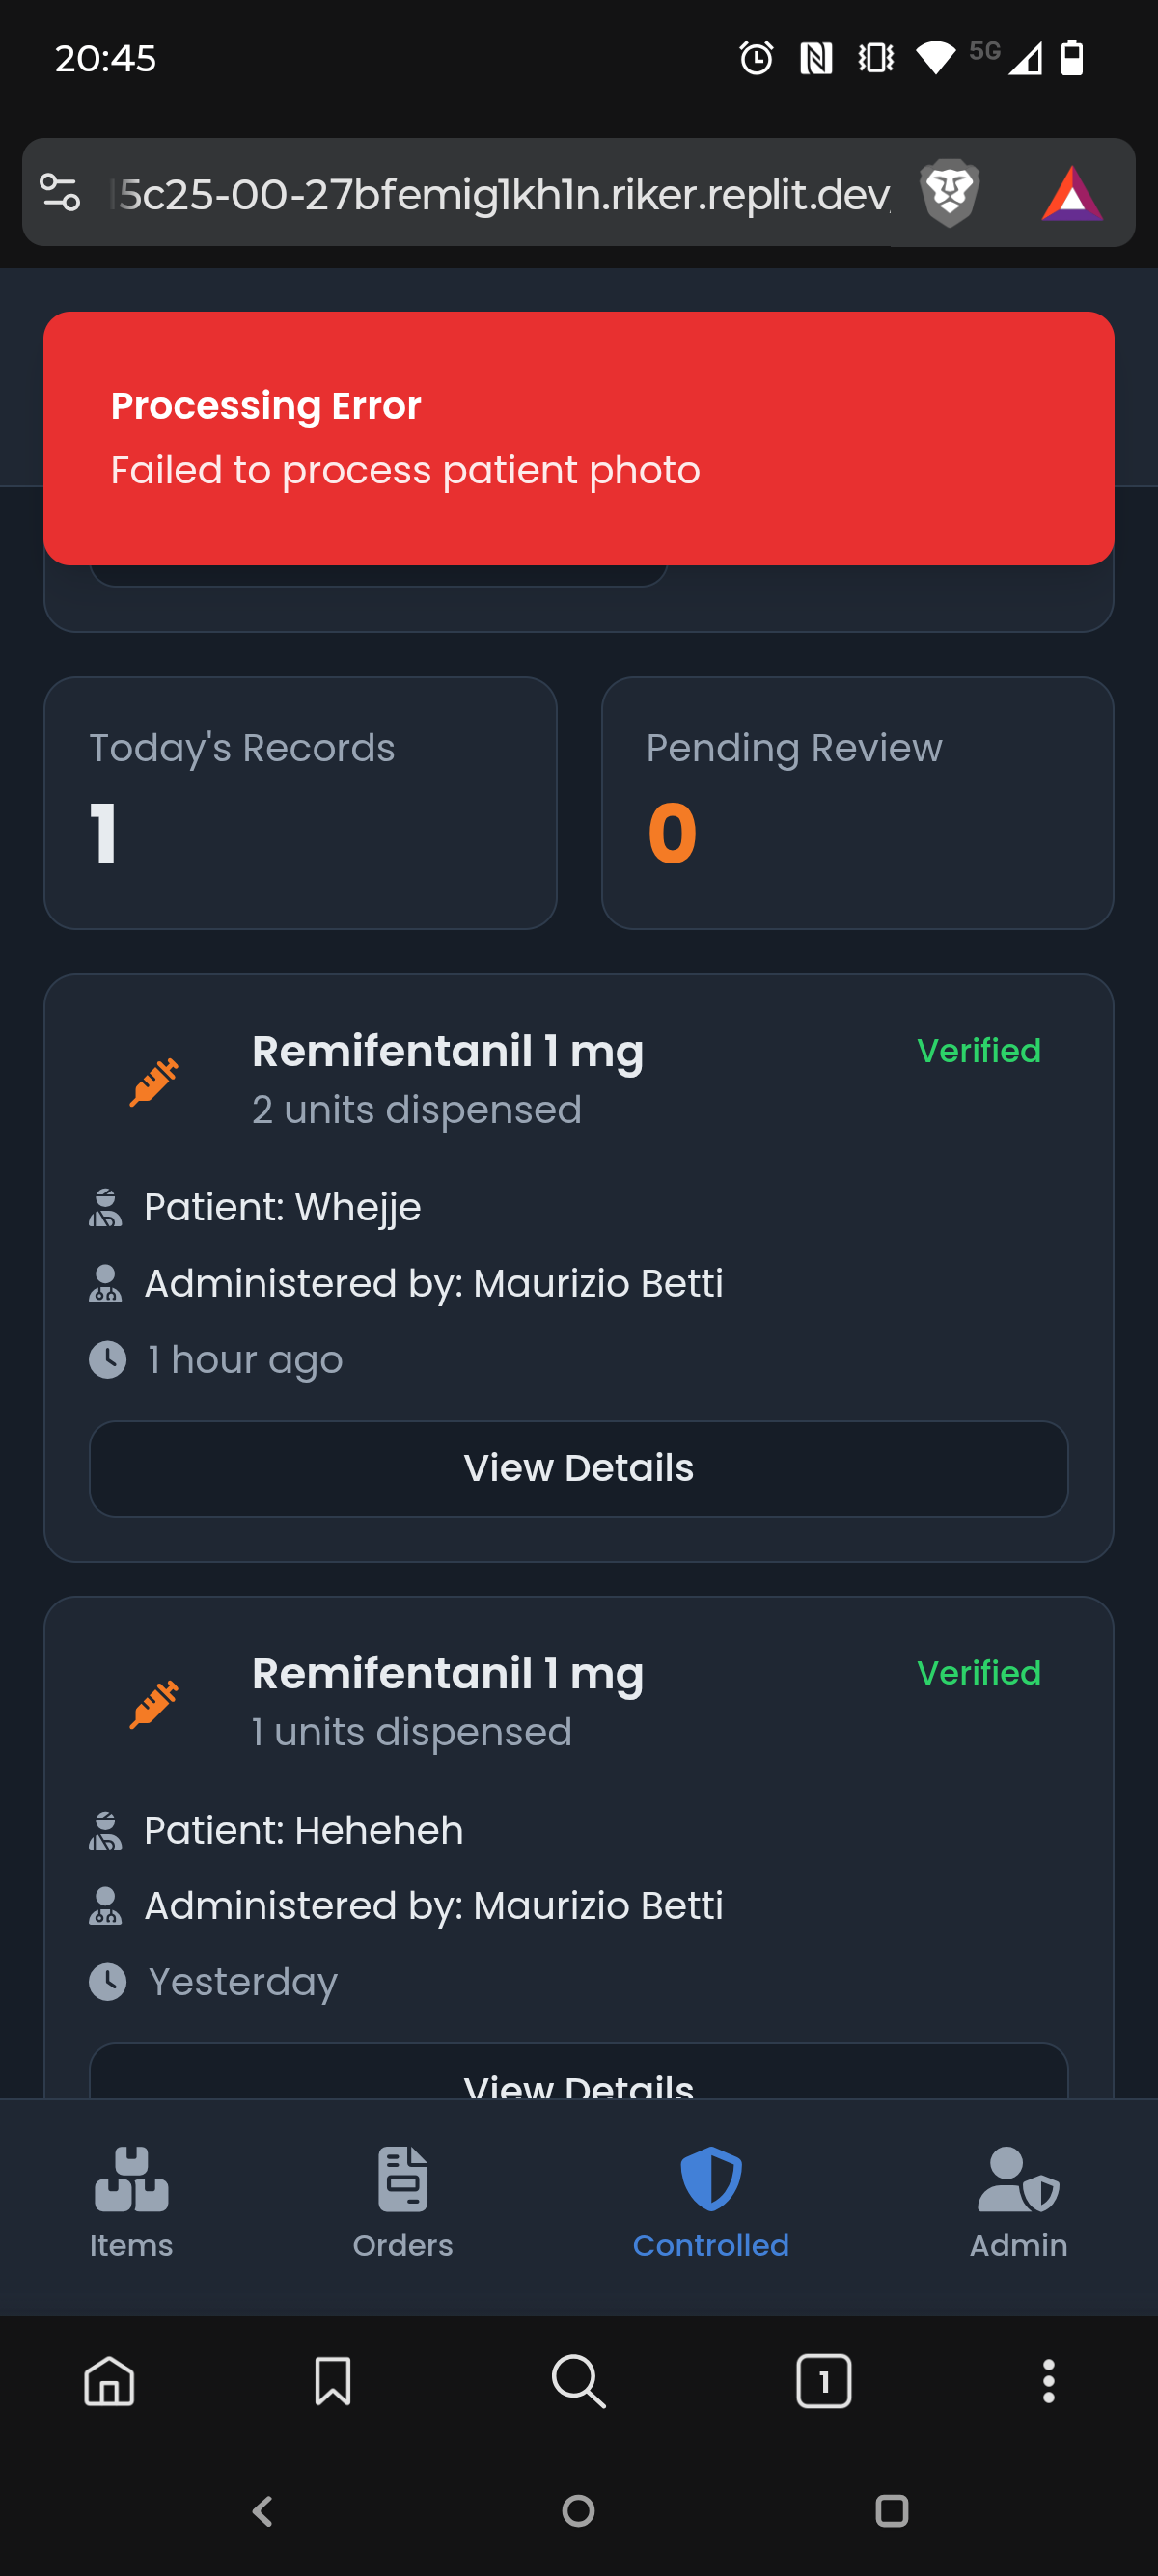 20:45
5G
5c25-00-27bfemig1kh1n.riker.replit.dev
Processing Error
Failed to process patient photo
Today's Records
1
Pending Review
0
Remifentanil 1 mg
Verified
2 units dispensed
Patient: Whejje
Administered by: Maurizio Betti
1 hour ago
View Details
Remifentanil 1 mg
Verified
1 units dispensed
Patient: Heheheh
Administered by: Maurizio Betti
Yesterday
View Details
Items
Orders
Controlled
Admin
1